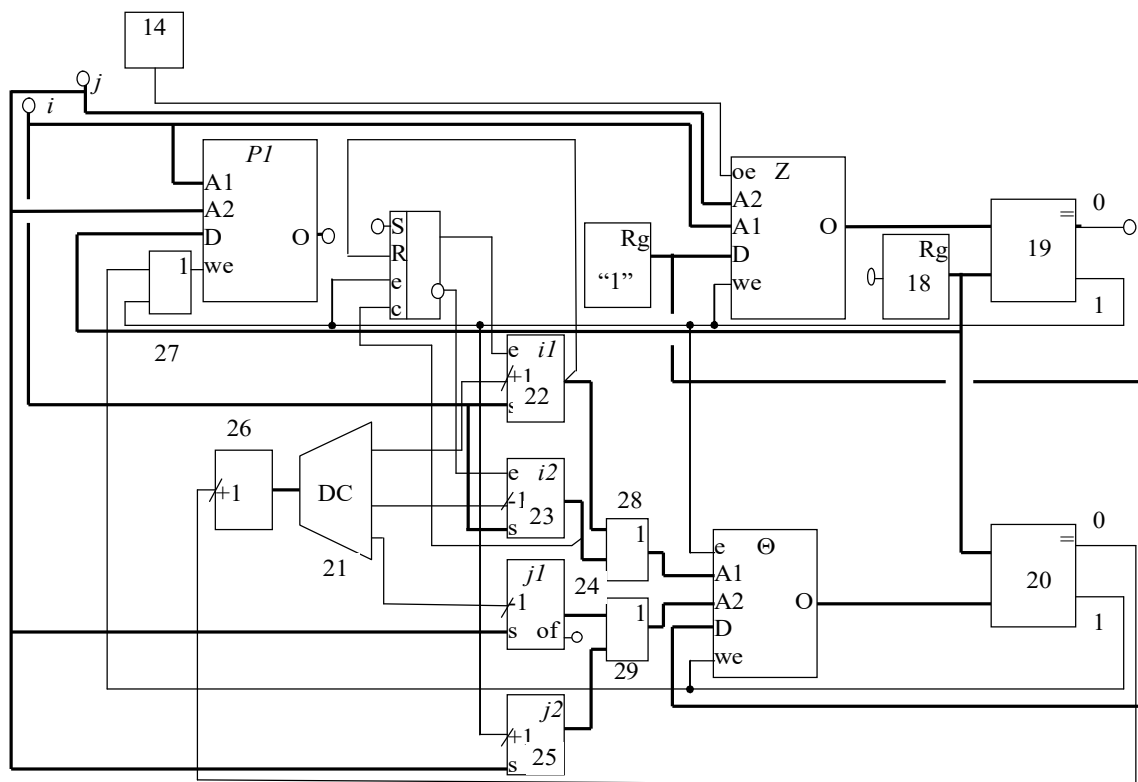 14
j
i
P1
A1
A2
D
O
we
1
27
S
R
e
c
Rg
“1”
oe
Z
A2
A1
O
D
we
Rg
18
=
19
0
1
e
i1
+1
22
s
26
+1
DC
21
e
i2
-1
23
s
28
1
j1
-1
24
s
of
1
29
e
Θ
A1
A2
O
D
we
=
20
0
1
j2
+1
25
s